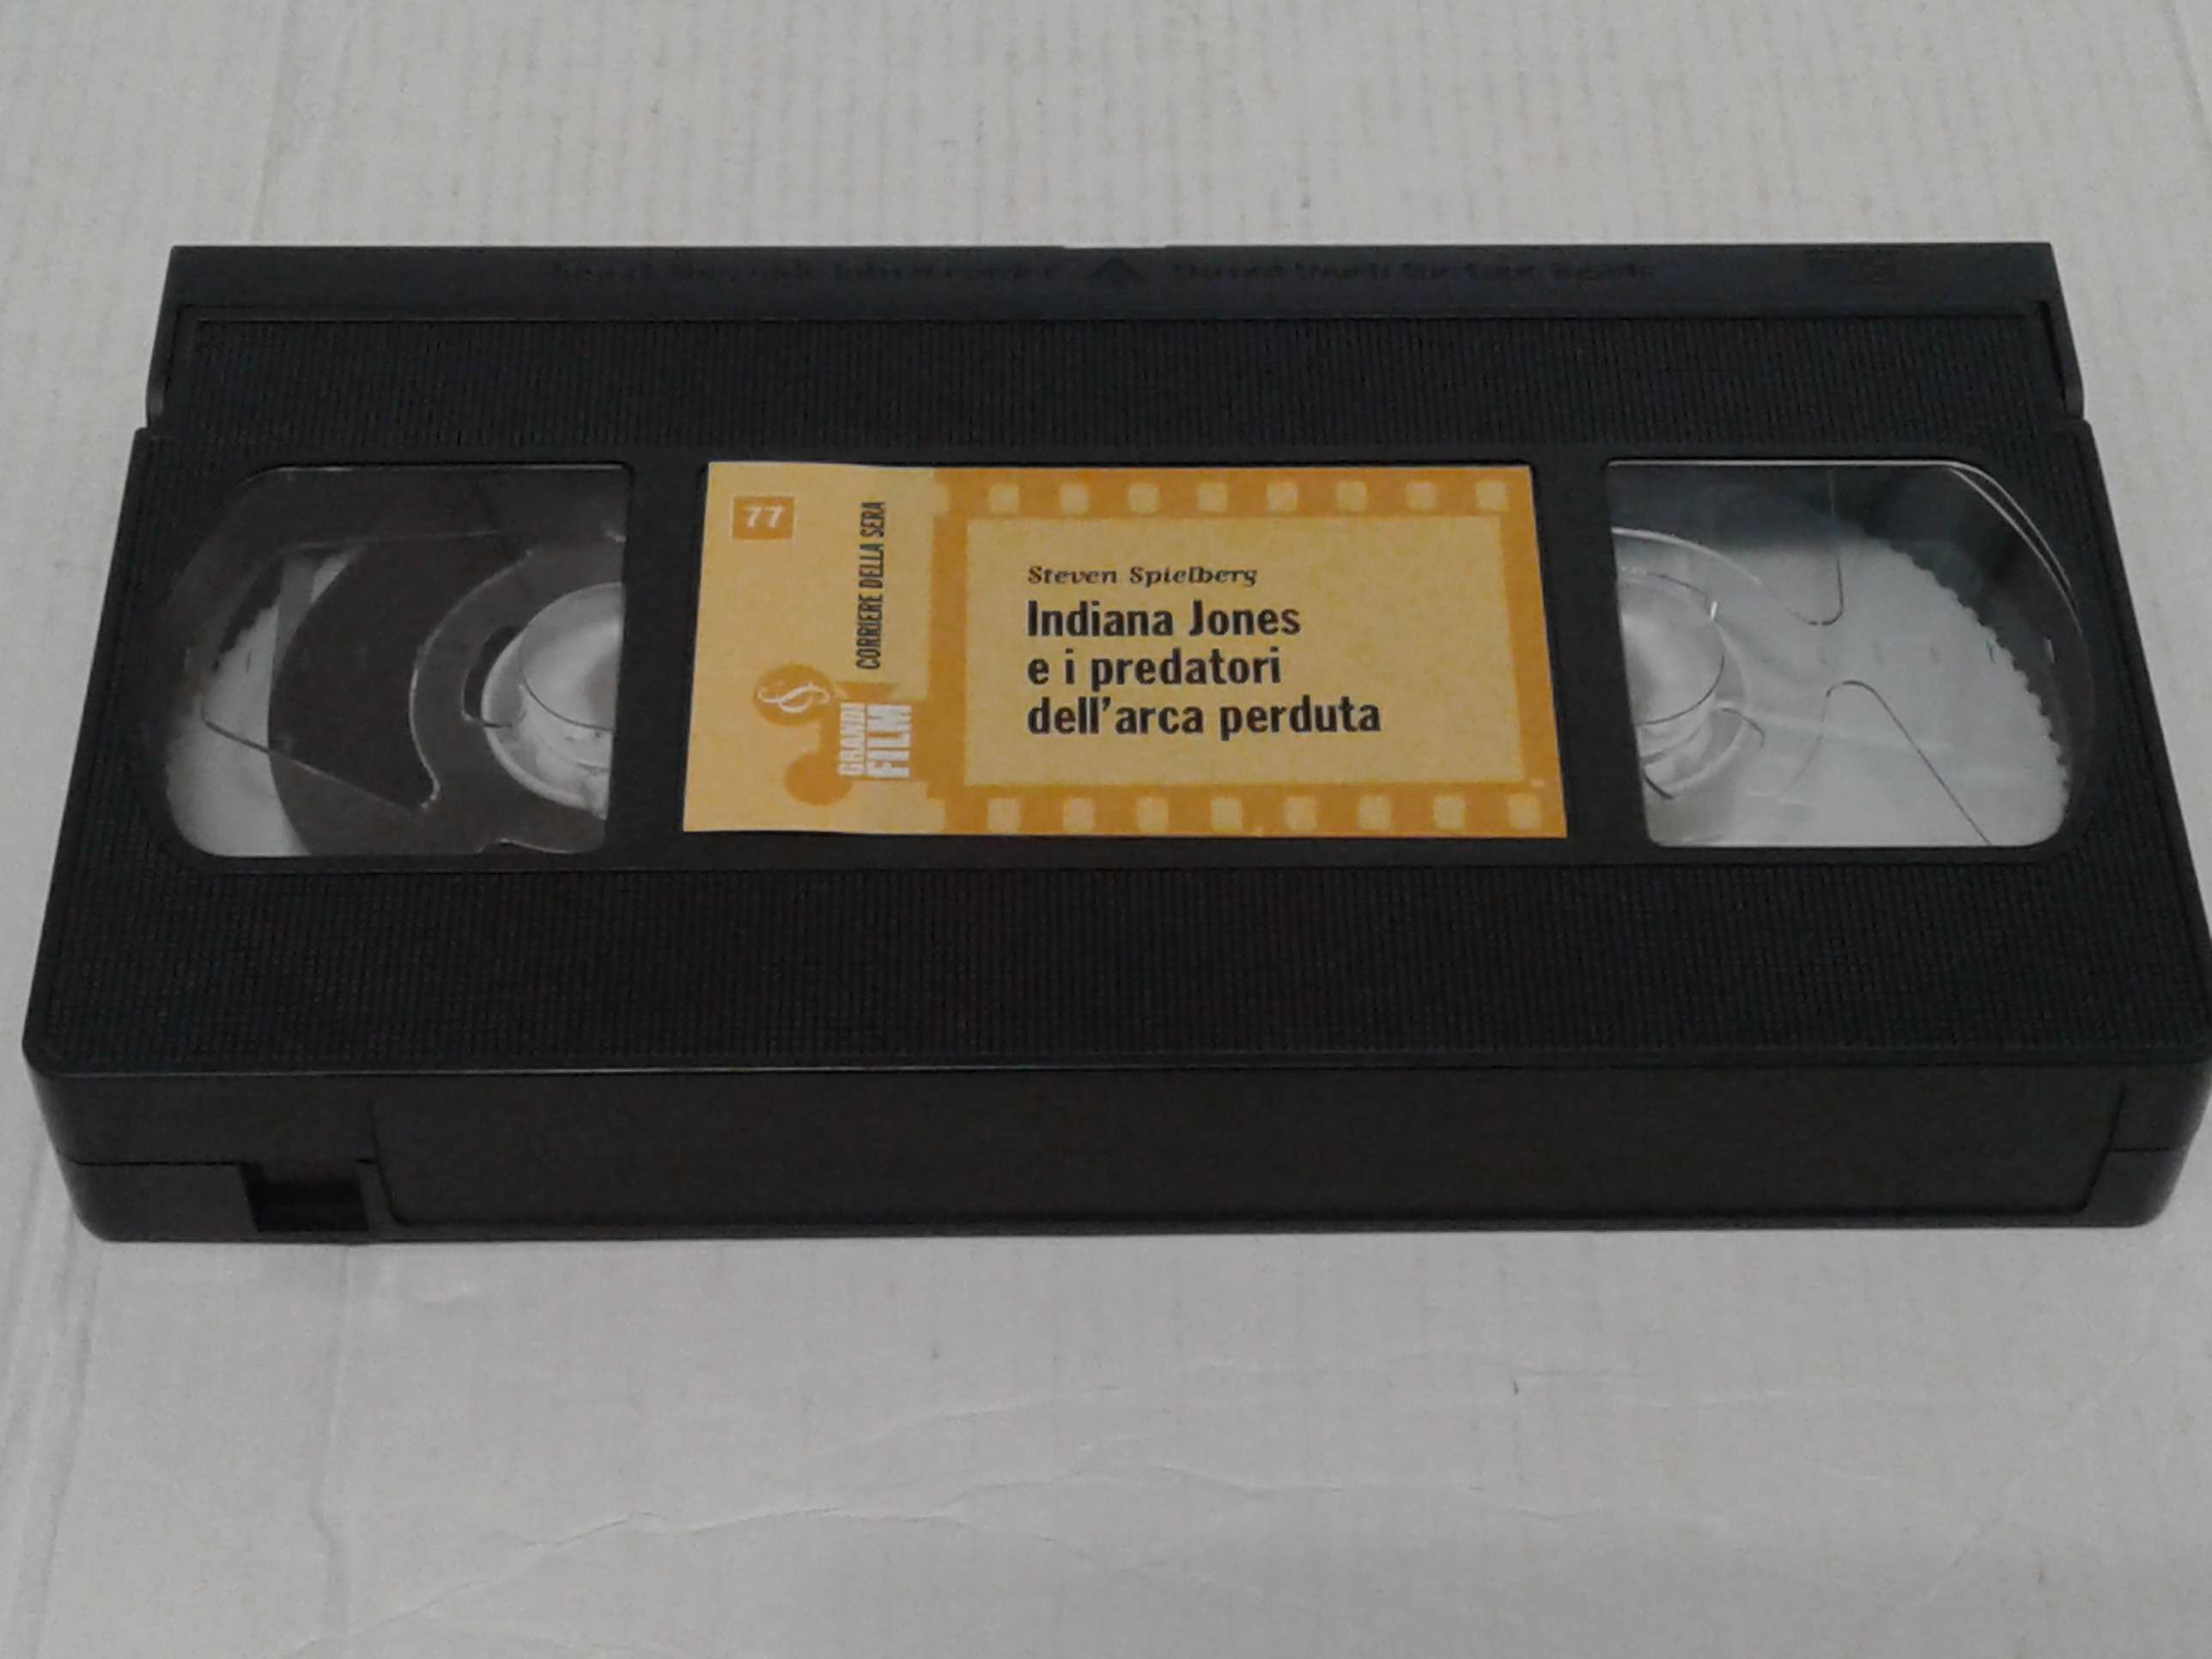 77
CORRIERE DELLA SERA
GRANDI
FILM
Steven Spielberg
Indiana Jones
e i predatori
dell'arca perduta